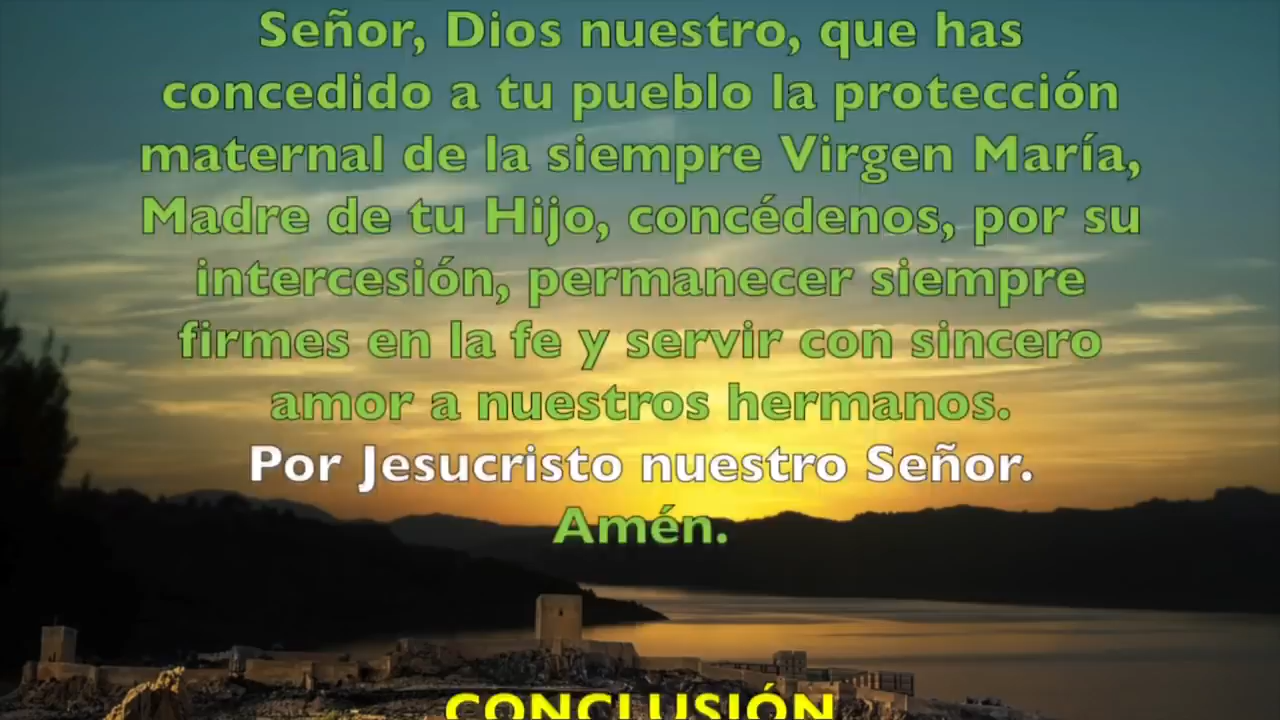 Señor, Dios nuestro, que has
concedido a tu pueblo la protección
maternal de la siempre Virgen María,
Madre de tu Hijo, concédenos, por su
intercesión, permanecer siempre
firmes en la fe y servir con sincero
amor a nuestros hermanos.
Por Jesucristo nuestro Señor.
Amén.
CONCLUSIÓN